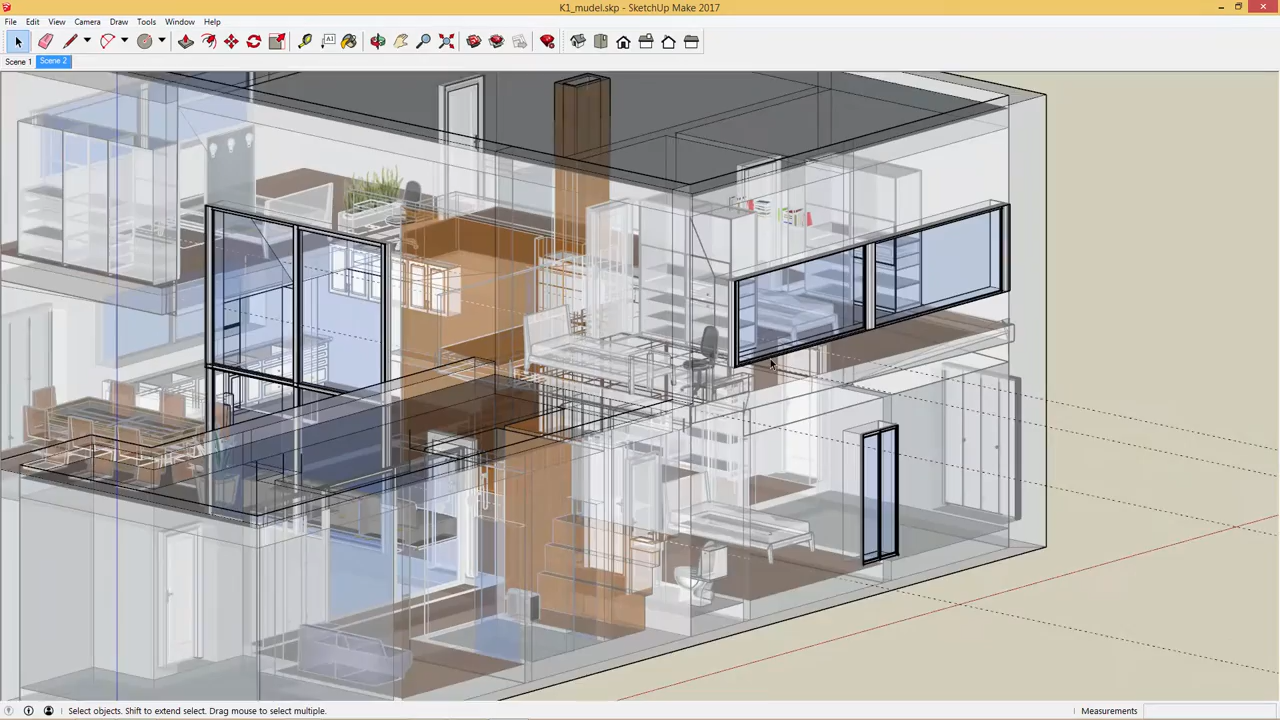 K1_mudel.skp - SketchUp Make 2017
File Edit View Camera Draw Tools Window Help
Scene 1 Scene 2
Select objects. Shift to extend select. Drag mouse to select multiple.
Measurements